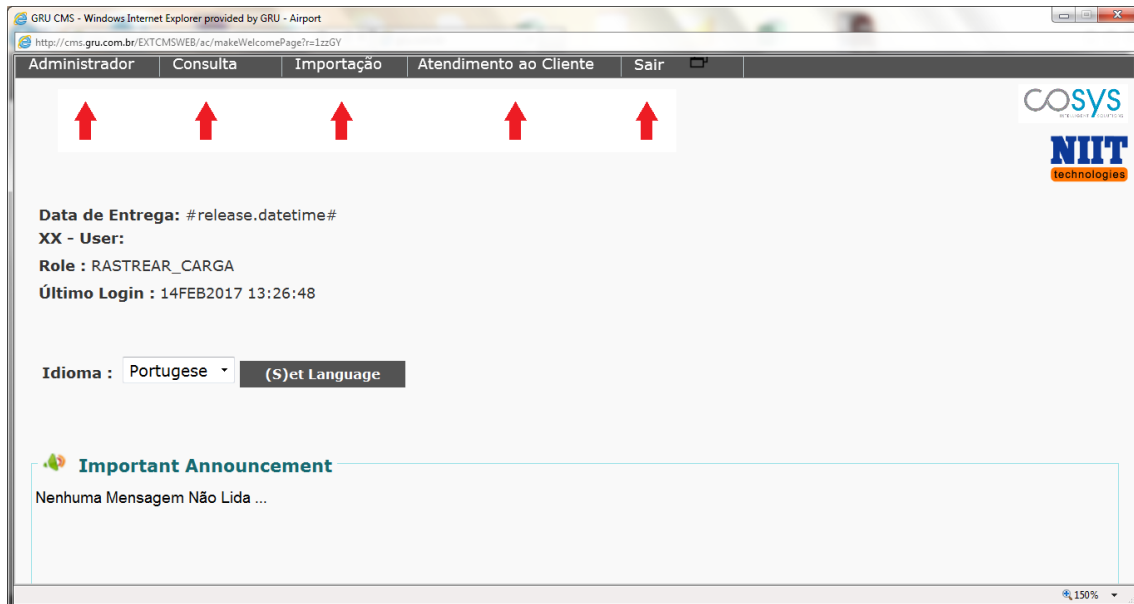 GRU CMS - Windows Internet Explorer provided by GRU - Airport
http://cms.gru.com.br/EXTCMSWEB/ac/makeWelcomePage?r=1zzGY
Administrador Consulta Importação Atendimento ao Cliente Sair
cosys
NIIT
technologies
Data de Entrega: #release.datetime#
XX - User:
Role : RASTREAR_CARGA
Último Login : 14FEB2017 13:26:48
Idioma : Portugese (S)et Language
Important Announcement
Nenhuma Mensagem Não Lida ...
150%